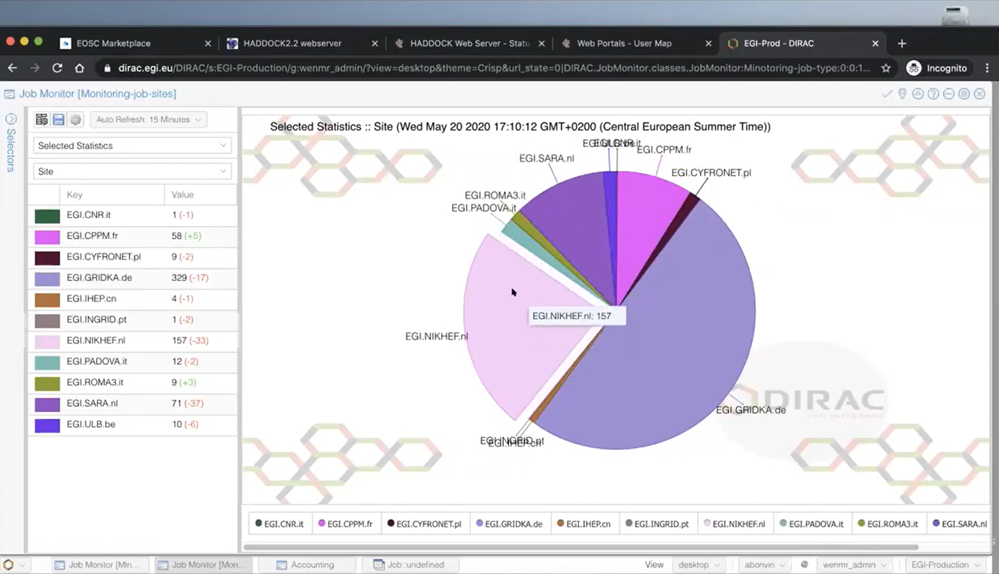 EOSC Marketplace
HADDOCK2.2 webserver
HADDOCK Web Server - Statu
Web Portals - User Map
EGI-Prod - DIRAC
dirac.egi.eu/DIRAC/s:EGI-Production/g:wenmr_admin/?view=desktop&theme=Crisp&url_state=0|DIRAC.JobMonitor.classes.JobMonitor:Minotoring-job-type:0:0:1...
Incognito
Job Monitor [Monitoring-job-sites]
Selectors
Auto Refresh: 15 Minutes
Selected Statistics
Site
Key Value
EGI.CNR.it 1 (-1)
EGI.CPPM.fr 58 (+5)
EGI.CYFRONET.pl 9 (-2)
EGI.GRIDKA.de 329 (-17)
EGI.IHEP.cn 4 (-1)
EGI.INGRID.pt 1 (-2)
EGI.NIKHEF.nl 157 (-33)
EGI.PADOVA.it 12 (-2)
EGI.ROMA3.it 9 (+3)
EGI.SARA.nl 71 (-37)
EGI.ULB.be 10 (-6)
Selected Statistics :: Site (Wed May 20 2020 17:10:12 GMT+0200 (Central European Summer Time))
EGI.CPPM.fr
EGI.SARA.nl
EGI.CYFRONET.pl
EGI.ROMA3.it
EGI.PADOVA.it
EGI.NIKHEF.nl: 157
EGI.NIKHEF.nl
DIRAC
THE INTERWARE
EGI.GRIDKA.de
EGI.INGRID.pt
EGI.IHEP.cn
EGI.CNR.it EGI.CPPM.fr EGI.CYFRONET.pl EGI.GRIDKA.de EGI.IHEP.cn EGI.INGRID.pt EGI.NIKHEF.nl EGI.PADOVA.it EGI.ROMA3.it EGI.SARA.nl
Job Monitor [Min...
Job Monitor [Mon...
Accounting
Job::undefined
View desktop abonvin @ wenmr_admin EGI-Production